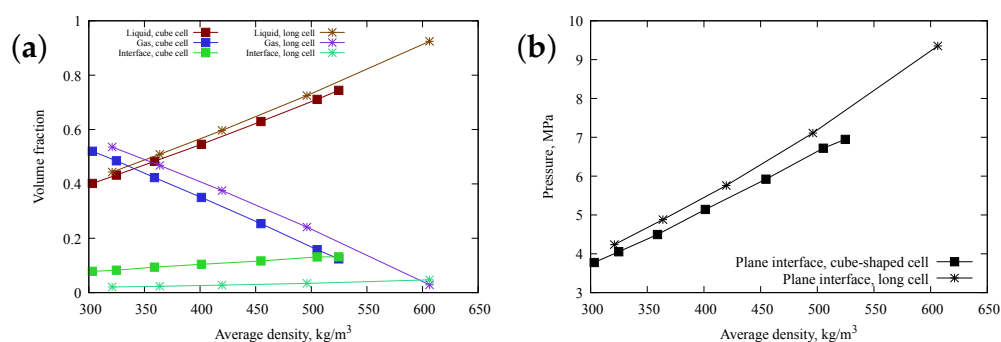 (a)
Liquid, cube cell
Gas, cube cell
Interface, cube cell
Liquid, long cell
Gas, long cell
Interface, long cell
Volume fraction
1
0.8
0.6
0.4
0.2
0
300 350 400 450 500 550 600 650
Average density, kg/m³
(b)
Pressure, MPa
10
9
8
7
6
5
4
3
Plane interface, cube-shaped cell
Plane interface, long cell
300 350 400 450 500 550 600 650
Average density, kg/m³